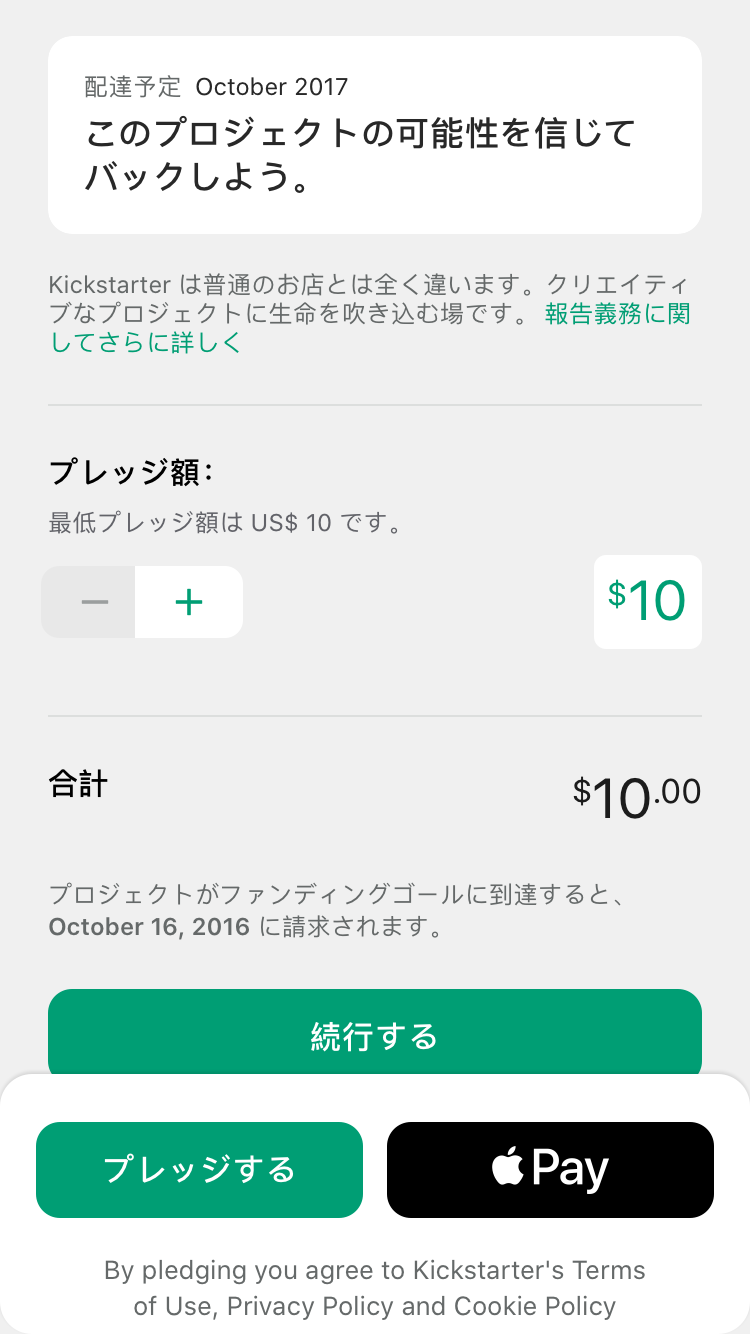 配達予定 October 2017
このプロジェクトの可能性を信じて
バックしよう。
Kickstarter は普通のお店とは全く違います。クリエイティ
ブなプロジェクトに生命を吹き込む場です。 報告義務に関
してさらに詳しく
プレッジ額：
最低プレッジ額は US$ 10 です。
− +
$10
合計
$10.00
プロジェクトがファンディングゴールに到達すると、
October 16, 2016 に請求されます。
続行する
プレッジする
Pay
By pledging you agree to Kickstarter's Terms
of Use, Privacy Policy and Cookie Policy